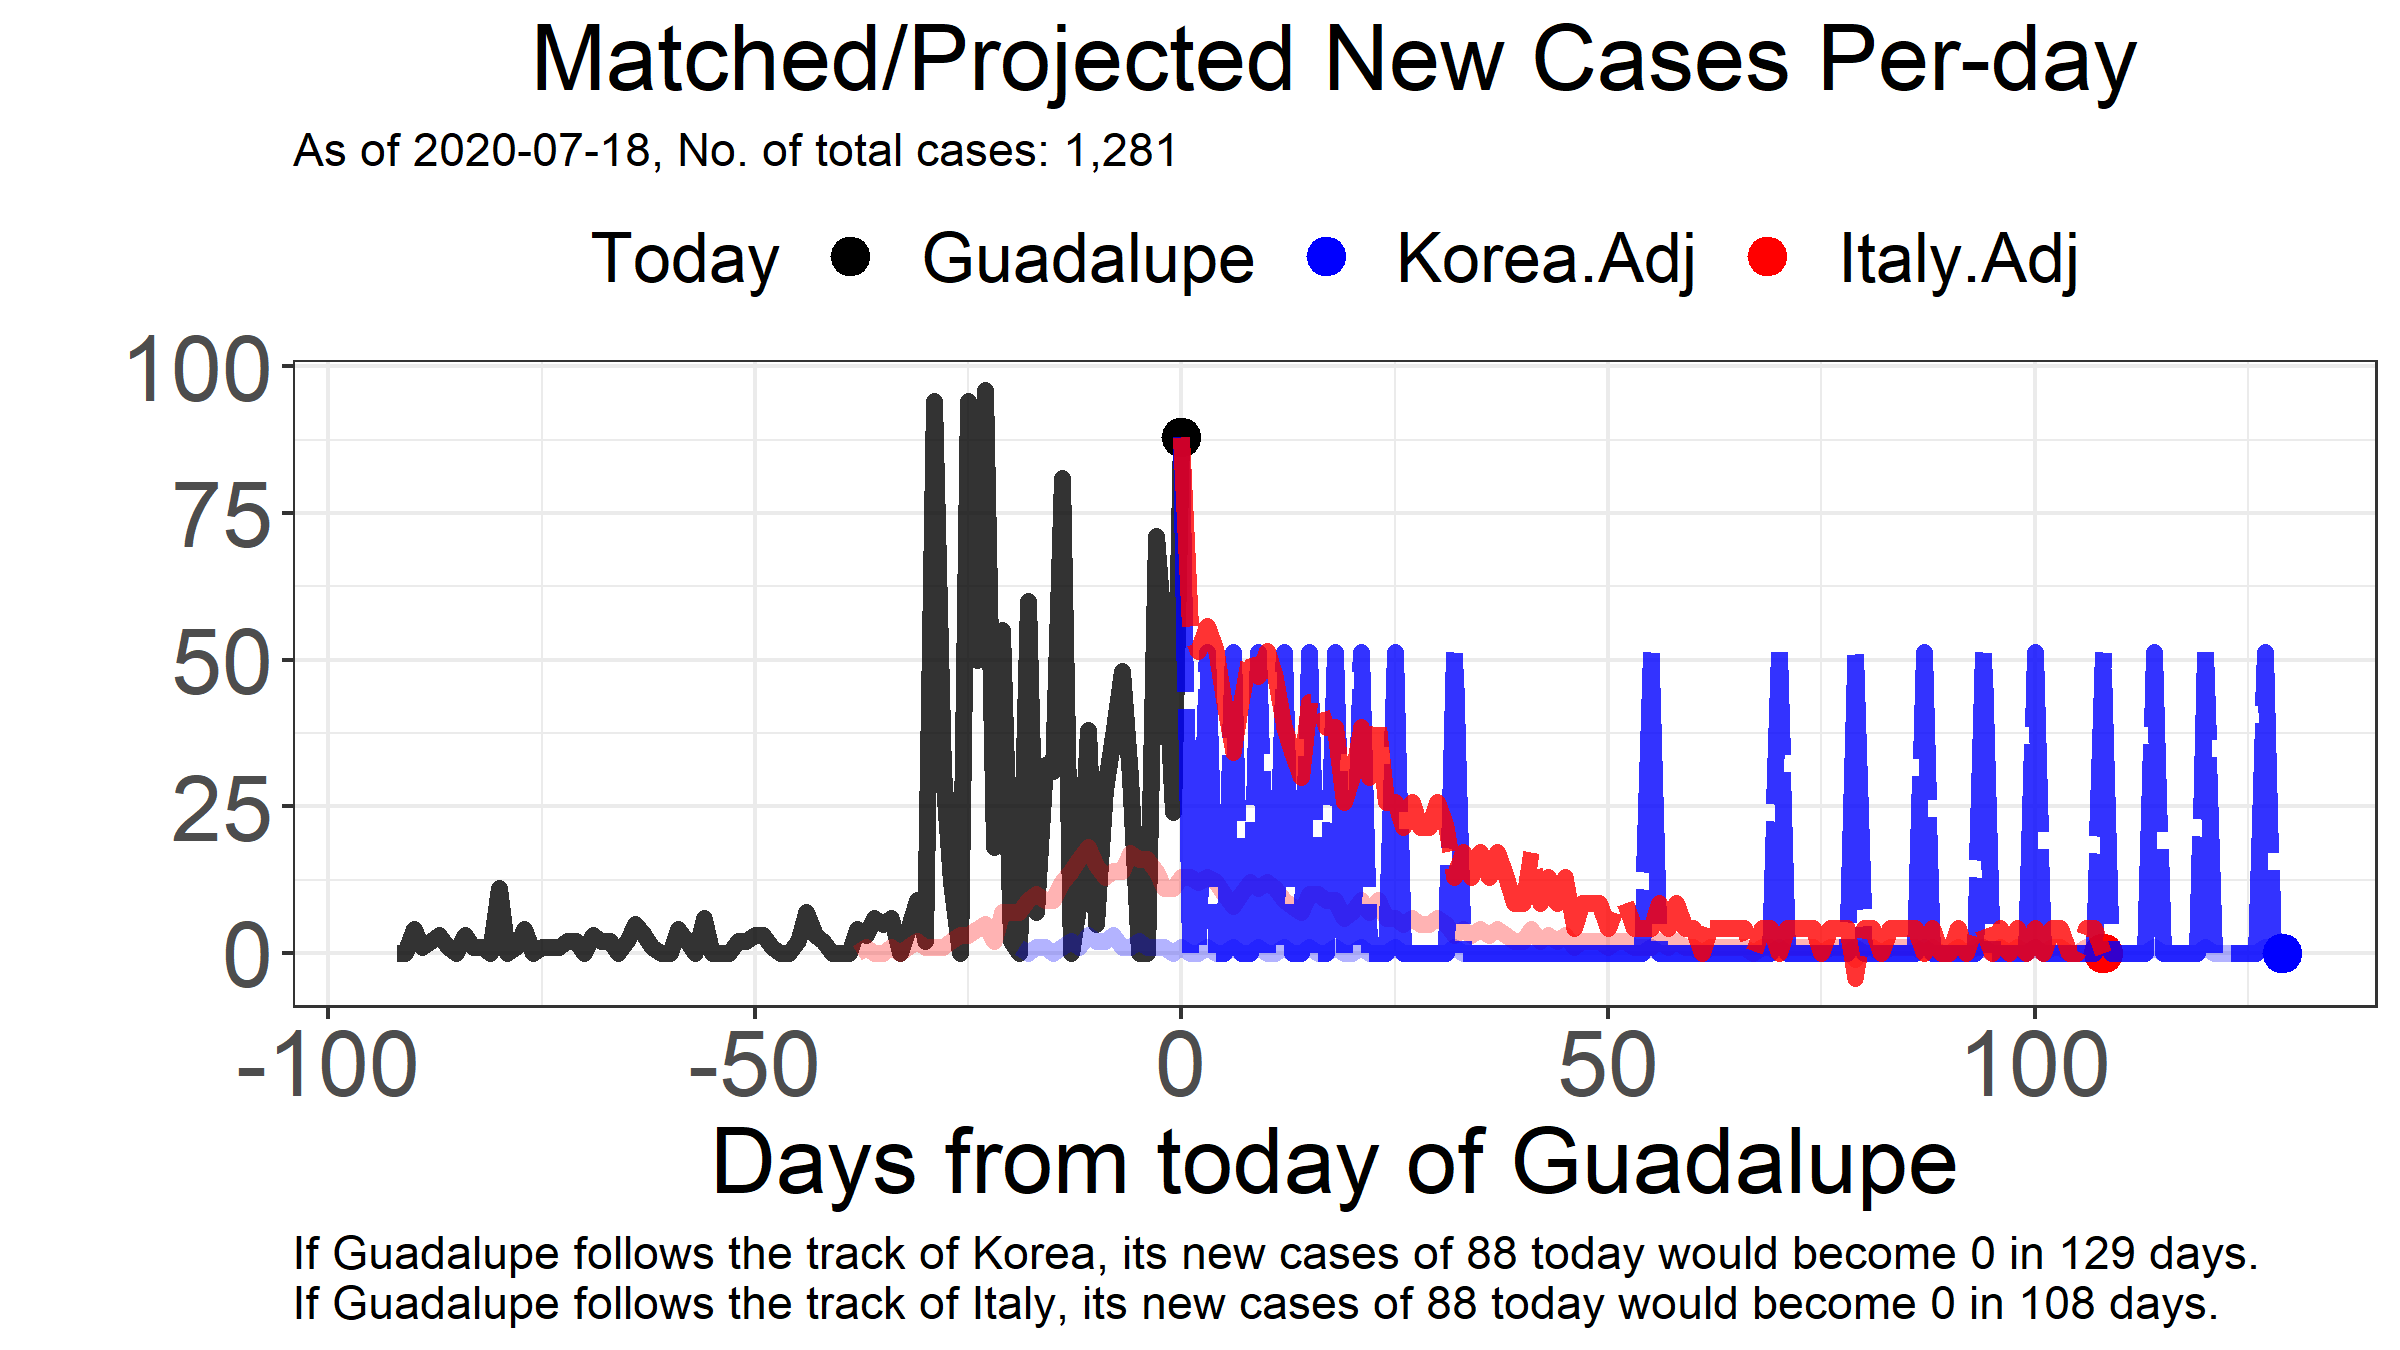 Matched/Projected New Cases Per-day
As of 2020-07-18, No. of total cases: 1,281
Today Guadalupe Korea.Adj Italy.Adj
100
75
50
25
0
-100 -50 0 50 100
Days from today of Guadalupe
If Guadalupe follows the track of Korea, its new cases of 88 today would become 0 in 129 days.
If Guadalupe follows the track of Italy, its new cases of 88 today would become 0 in 108 days.